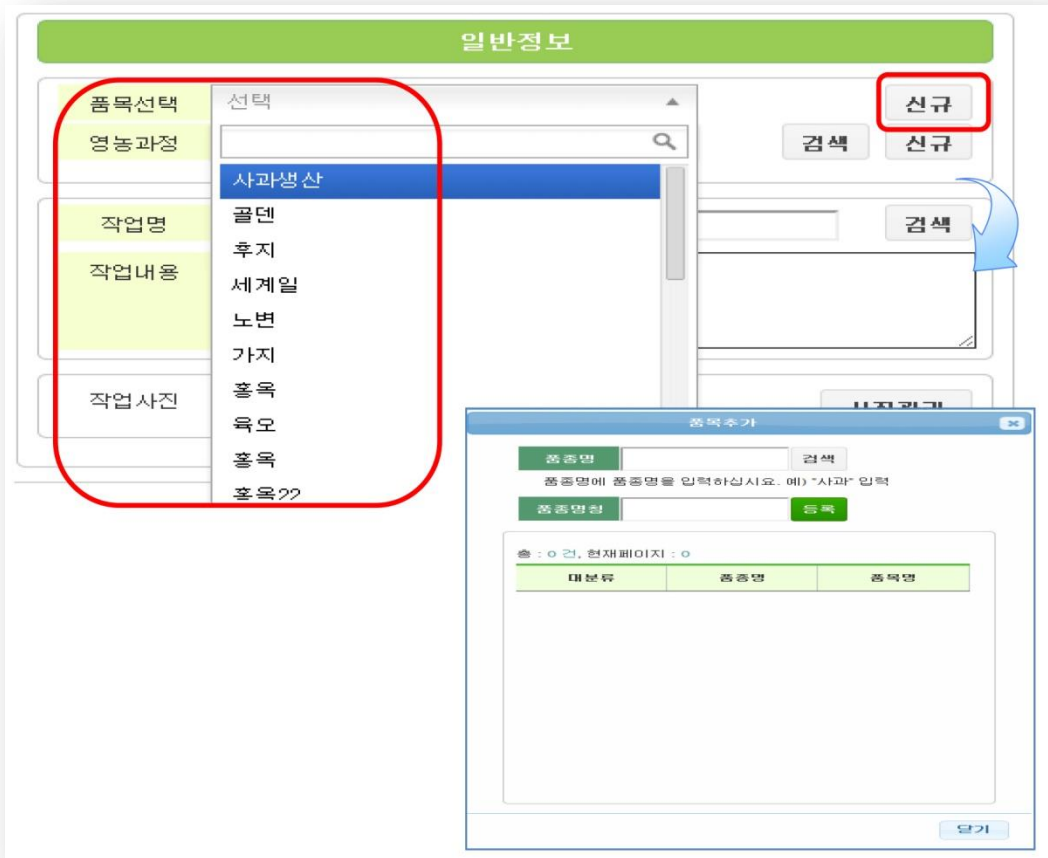 일반정보
품목선택 선택 신규
영농과정 검색 신규
사과생산
골덴
작업명 검색
후지
작업내용
세계일
노변
가지
홍옥
작업사진
육모
홍옥
홍옥22
품목추가
품종명 검색
품종명에 품종명을 입력하십시요. 예) "사과" 입력
품종명칭 등록
총 : 0 건, 현재페이지 : 0
대분류 품종명 품목명
닫기